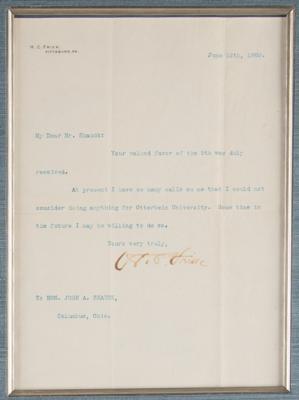 H. C. FRICK,
PITTSBURG, PA.
June 12th, 1902.
My Dear Mr. Shauck:
Your valued favor of the 9th was duly
received.
At present I have so many calls on me that I could not
consider doing anything for Otterbein University. Some time in
the future I may be willing to do so.
Yours very truly,
H. C. Frick
To HON. JOHN A. SHAUCK,
Columbus, Ohio.